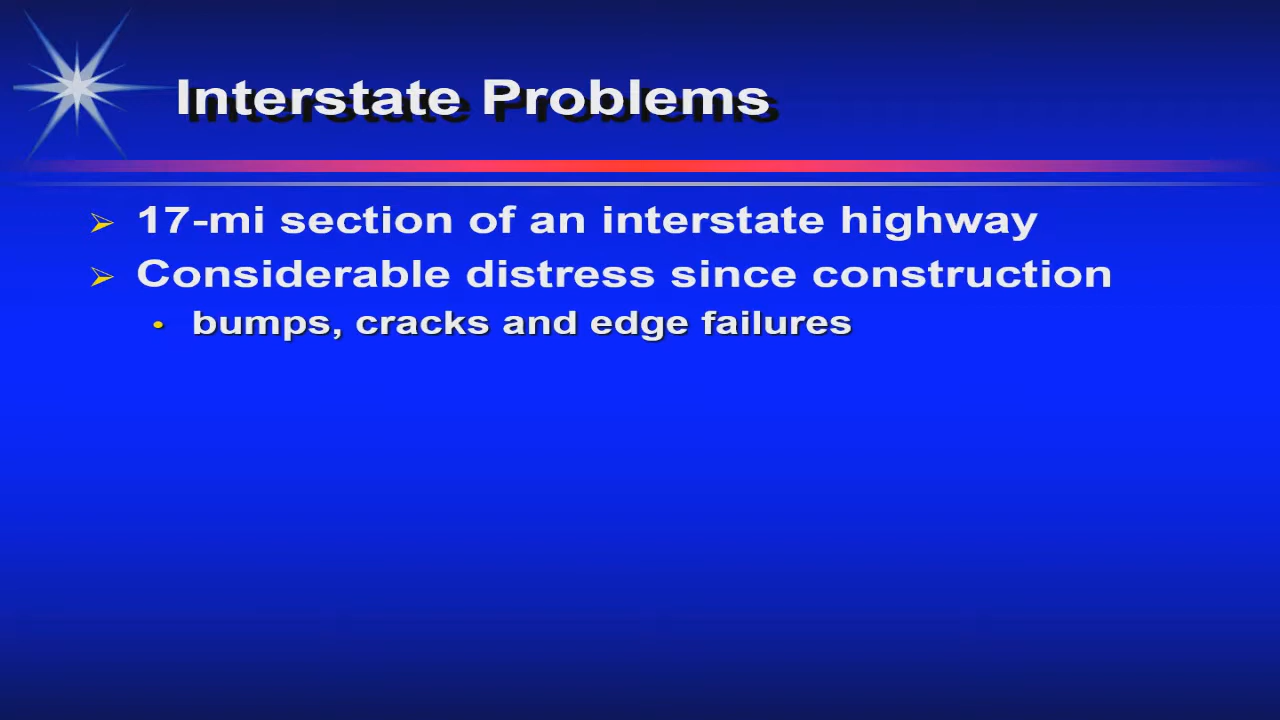 Interstate Problems
17-mi section of an interstate highway
Considerable distress since construction
bumps, cracks and edge failures